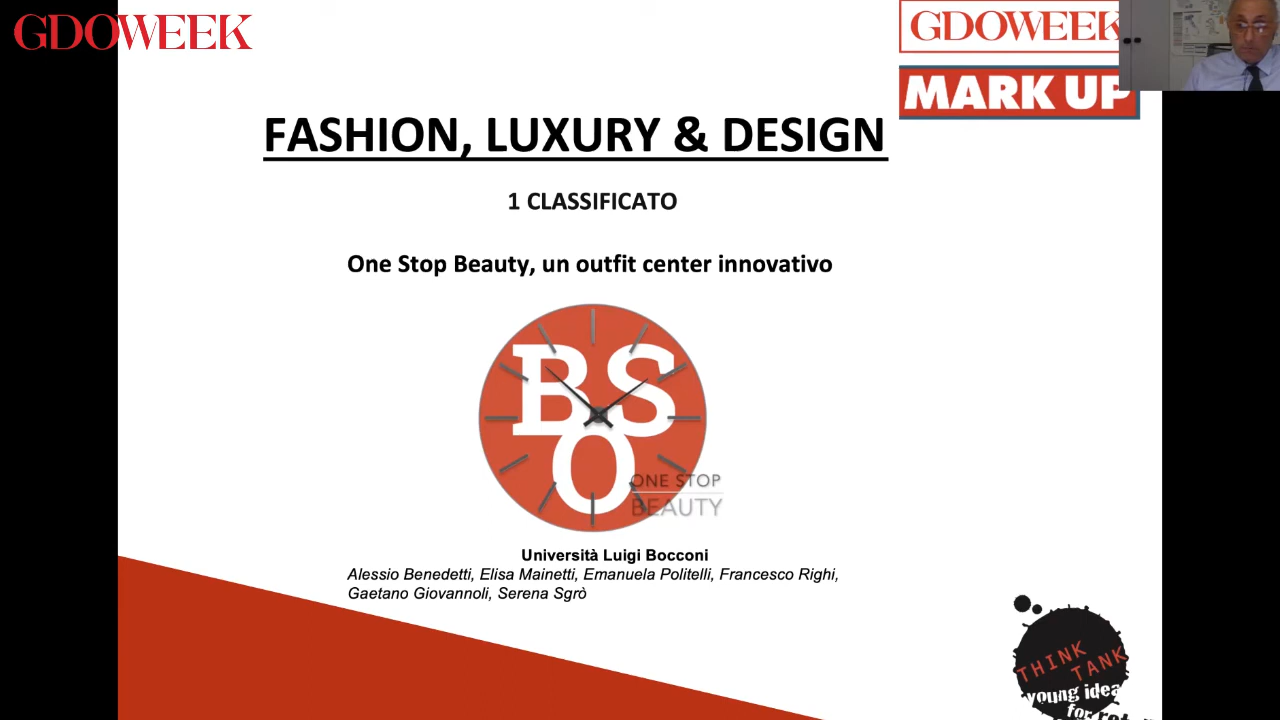 GDOWEEK
GDOWEEK
MARK UP
FASHION, LUXURY & DESIGN
1 CLASSIFICATO
One Stop Beauty, un outfit center innovativo
BS
O
ONE STOP
BEAUTY
Università Luigi Bocconi
Alessio Benedetti, Elisa Mainetti, Emanuela Politelli, Francesco Righi,
Gaetano Giovannoli, Serena Sgrò
THINK
TANK
young idea
for